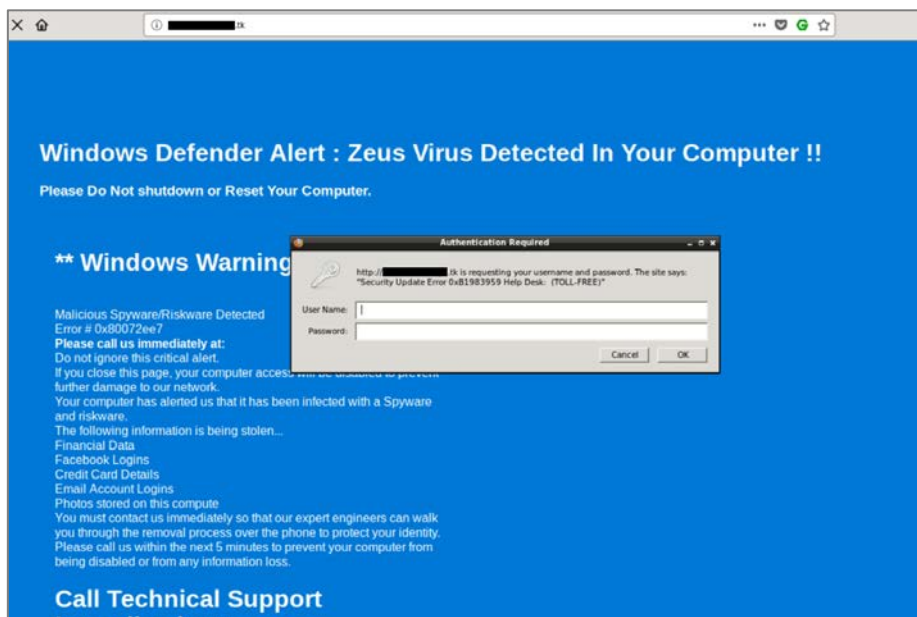 .tk
Windows Defender Alert : Zeus Virus Detected In Your Computer !!
Please Do Not shutdown or Reset Your Computer.
** Windows Warning
Authentication Required
http:// .tk is requesting your username and password. The site says:
"Security Update Error 0xB1983959 Help Desk: (TOLL-FREE)"
User Name:
Password:
Cancel
OK
Malicious Spyware/Riskware Detected
Error # 0x80072ee7
Please call us immediately at:
Do not ignore this critical alert.
If you close this page, your computer access will be disabled to prevent
further damage to our network.
Your computer has alerted us that it has been infected with a Spyware
and riskware.
The following information is being stolen...
Financial Data
Facebook Logins
Credit Card Details
Email Account Logins
Photos stored on this compute
You must contact us immediately so that our expert engineers can walk
you through the removal process over the phone to protect your identity.
Please call us within the next 5 minutes to prevent your computer from
being disabled or from any information loss.
Call Technical Support